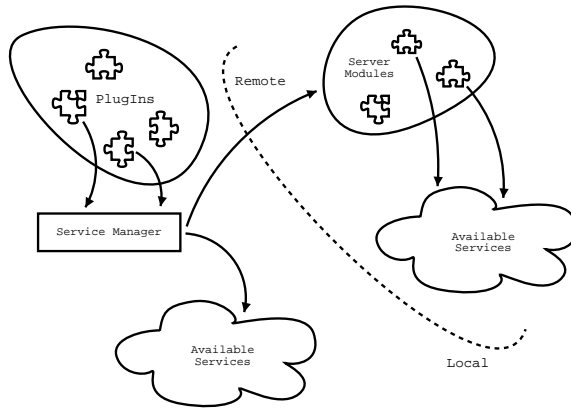 Server
Modules
Remote
PlugIns
Service Manager
Available
Services
Available
Services
Local